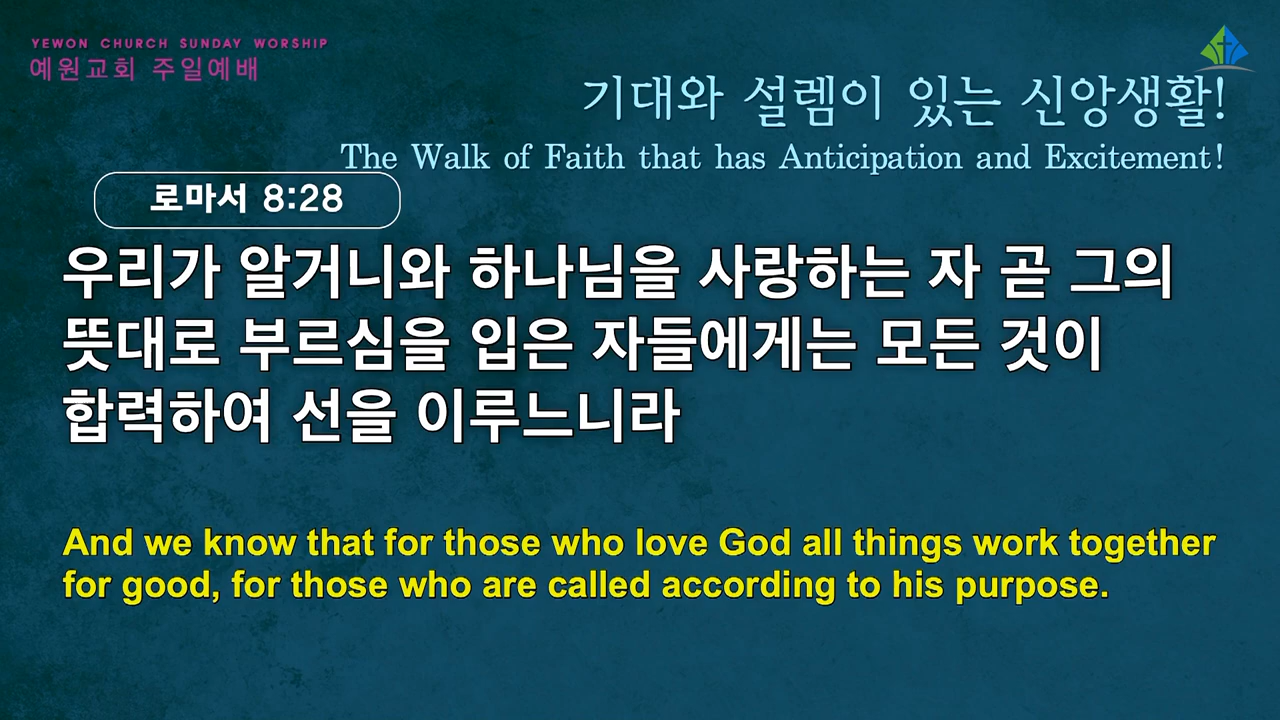 YEWON CHURCH SUNDAY WORSHIP
예원교회 주일예배
기대와 설렘이 있는 신앙생활!
The Walk of Faith that has Anticipation and Excitement!
로마서 8:28
우리가 알거니와 하나님을 사랑하는 자 곧 그의
뜻대로 부르심을 입은 자들에게는 모든 것이
합력하여 선을 이루느니라
And we know that for those who love God all things work together
for good, for those who are called according to his purpose.